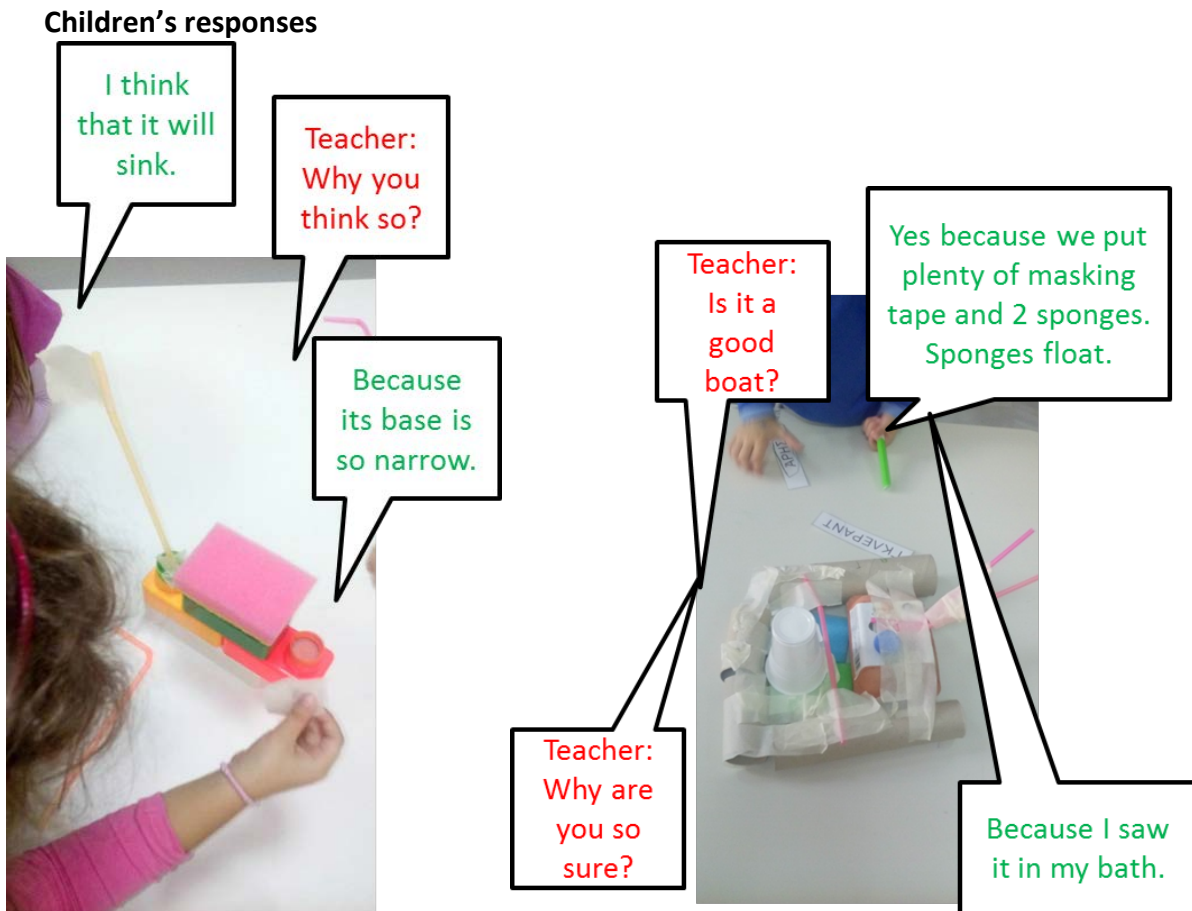 Children's responses
I think
that it will
sink.
Teacher:
Why you
think so?
Because
its base is
so narrow.
Teacher:
Is it a
good
boat?
Yes because we put
plenty of masking
tape and 2 sponges.
Sponges float.
Teacher:
Why are
you so
sure?
Because I saw
it in my bath.
ΑΡΗΣ